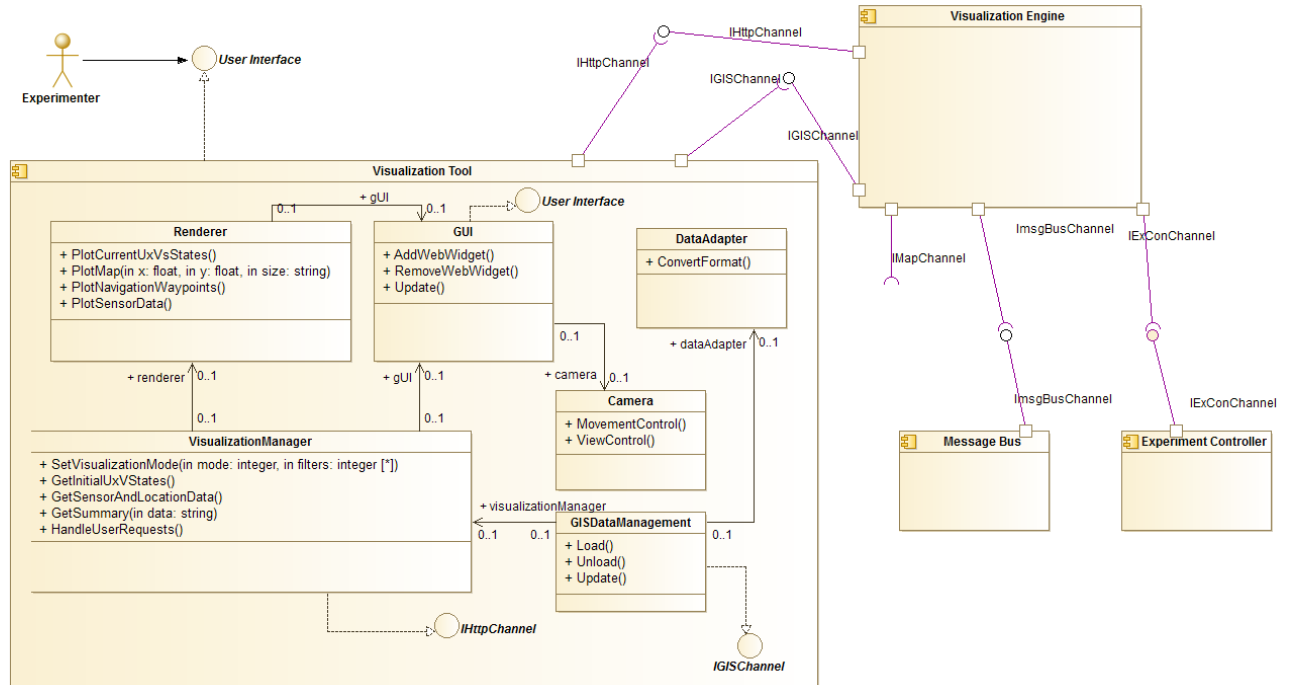 Visualization Engine
IHttpChannel
IHttpChannel
User Interface
Experimenter
IGISChannel
IGISChannel
Visualization Tool
+ gUI
0..1
0..1
User Interface
Renderer
+ PlotCurrentUxVsStates()
+ PlotMap(in x: float, in y: float, in size: string)
+ PlotNavigationWaypoints()
+ PlotSensorData()
GUI
+ AddWebWidget()
+ RemoveWebWidget()
+ Update()
DataAdapter
+ ConvertFormat()
ImsgBusChannel
IExConChannel
IMapChannel
0..1
+ dataAdapter
0..1
+ renderer
0..1
+ gUI
0..1
+ camera
0..1
0..1
0..1
Camera
+ MovementControl()
+ ViewControl()
ImsgBusChannel
IExConChannel
VisualizationManager
+ SetVisualizationMode(in mode: integer, in filters: integer [*])
+ GetInitialUxVStates()
+ GetSensorAndLocationData()
+ GetSummary(in data: string)
+ HandleUserRequests()
Message Bus
Experiment Controller
+ visualizationManager
0..1
0..1
GISDataManagement
+ Load()
+ Unload()
+ Update()
0..1
IHttpChannel
IGISChannel